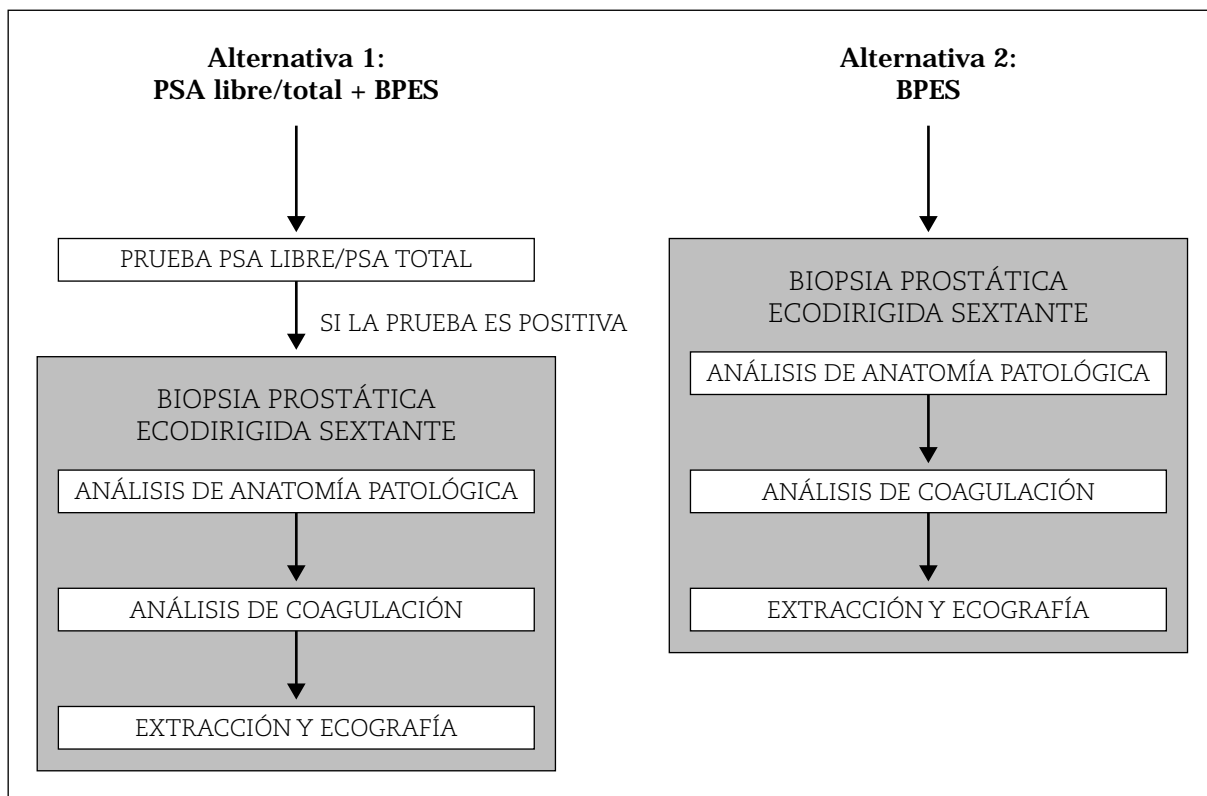 Alternativa 1:
PSA libre/total + BPES
PRUEBA PSA LIBRE/PSA TOTAL
SI LA PRUEBA ES POSITIVA
BIOPSIA PROSTÁTICA
ECODIRIGIDA SEXTANTE
ANÁLISIS DE ANATOMÍA PATOLÓGICA
ANÁLISIS DE COAGULACIÓN
EXTRACCIÓN Y ECOGRAFÍA
Alternativa 2:
BPES
BIOPSIA PROSTÁTICA
ECODIRIGIDA SEXTANTE
ANÁLISIS DE ANATOMÍA PATOLÓGICA
ANÁLISIS DE COAGULACIÓN
EXTRACCIÓN Y ECOGRAFÍA